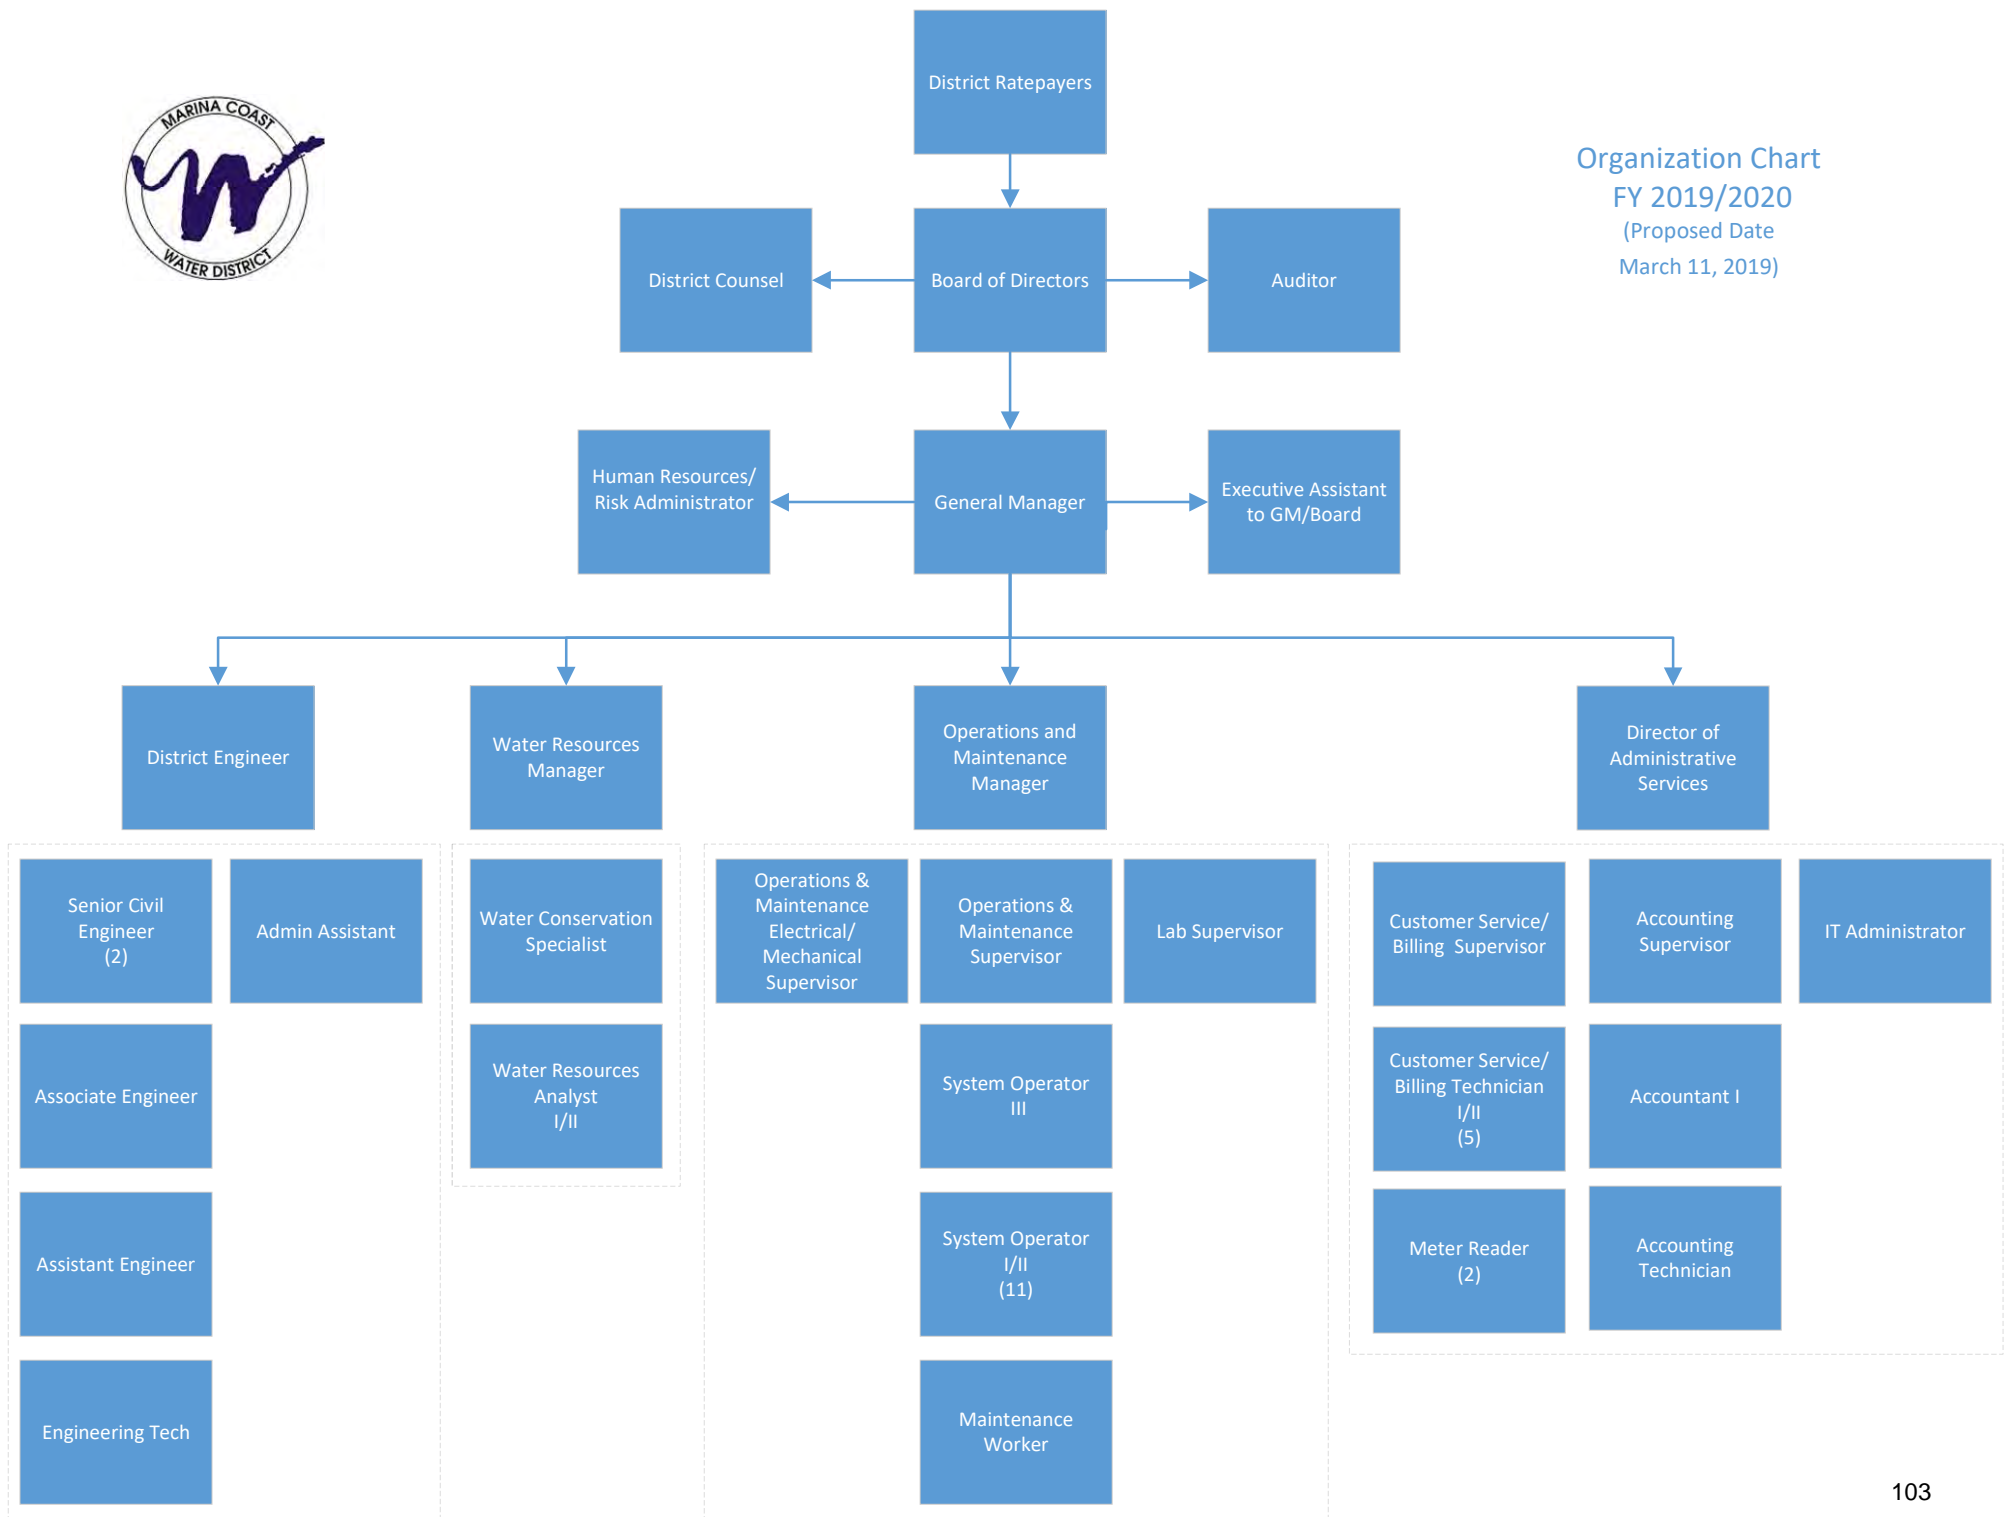 District Ratepayers
MARINA COAST
WATER DISTRICT
Organization Chart
FY 2019/2020
(Proposed Date
March 11, 2019)
District Counsel
Board of Directors
Auditor
Human Resources/
Risk Administrator
General Manager
Executive Assistant
to GM/Board
District Engineer
Water Resources
Manager
Operations and
Maintenance
Manager
Director of
Administrative
Services
Senior Civil
Engineer
(2)
Admin Assistant
Associate Engineer
Assistant Engineer
Engineering Tech
Water Conservation
Specialist
Water Resources
Analyst
I/II
Operations &
Maintenance
Electrical/
Mechanical
Supervisor
Operations &
Maintenance
Supervisor
Lab Supervisor
System Operator
III
System Operator
I/II
(11)
Maintenance
Worker
Customer Service/
Billing Supervisor
Accounting
Supervisor
IT Administrator
Customer Service/
Billing Technician
I/II
(5)
Accountant I
Meter Reader
(2)
Accounting
Technician
103